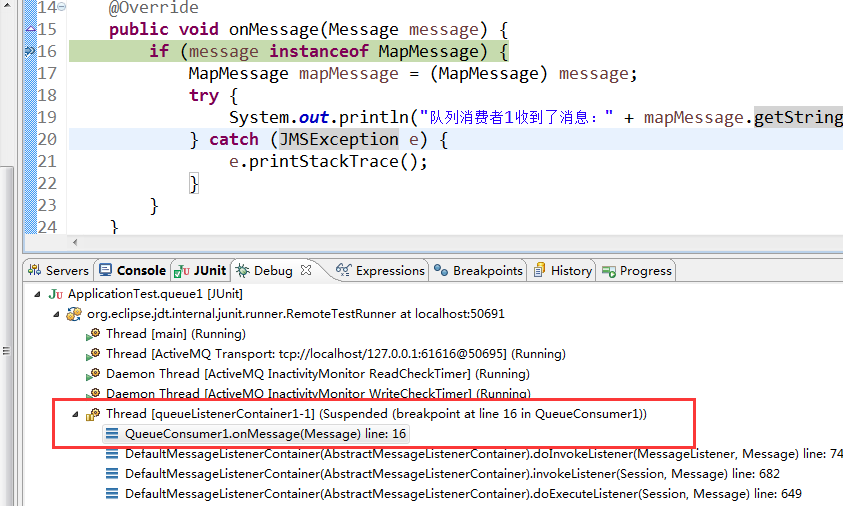 14 @Override
15 public void onMessage(Message message) {
16 if (message instanceof MapMessage) {
17 MapMessage mapMessage = (MapMessage) message;
18 try {
19 System.out.println("队列消费者1收到了消息：" + mapMessage.getString
20 } catch (JMSException e) {
21 e.printStackTrace();
22 }
23 }
24 }
Servers Console JUnit Debug Expressions Breakpoints History Progress
ApplicationTest.queue1 [JUnit]
org.eclipse.jdt.internal.junit.runner.RemoteTestRunner at localhost:50691
Thread [main] (Running)
Thread [ActiveMQ Transport: tcp://localhost/127.0.0.1:61616@50695] (Running)
Daemon Thread [ActiveMQ InactivityMonitor ReadCheckTimer] (Running)
Daemon Thread [ActiveMQ InactivityMonitor WriteCheckTimer] (Running)
Thread [queueListenerContainer1-1] (Suspended (breakpoint at line 16 in QueueConsumer1))
QueueConsumer1.onMessage(Message) line: 16
DefaultMessageListenerContainer(AbstractMessageListenerContainer).doInvokeListener(MessageListener, Message) line: 74
DefaultMessageListenerContainer(AbstractMessageListenerContainer).invokeListener(Session, Message) line: 682
DefaultMessageListenerContainer(AbstractMessageListenerContainer).doExecuteListener(Session, Message) line: 649